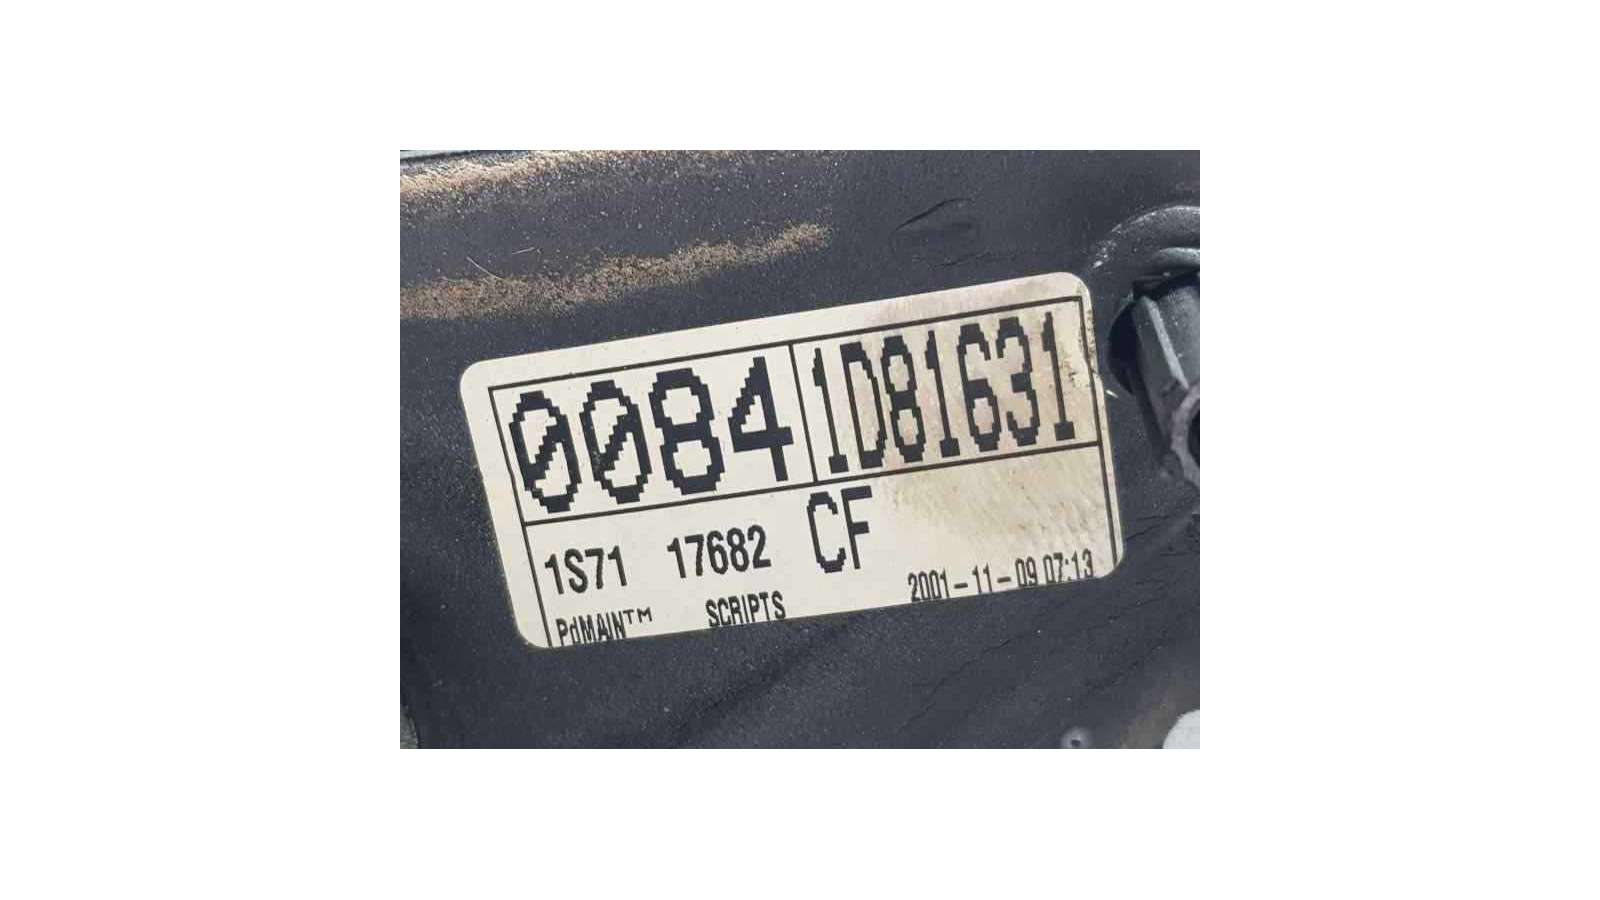 0084 1D81631
1S71 17682 CF
PdMAIN™ SCRIPTS 2001-11-09 07:13